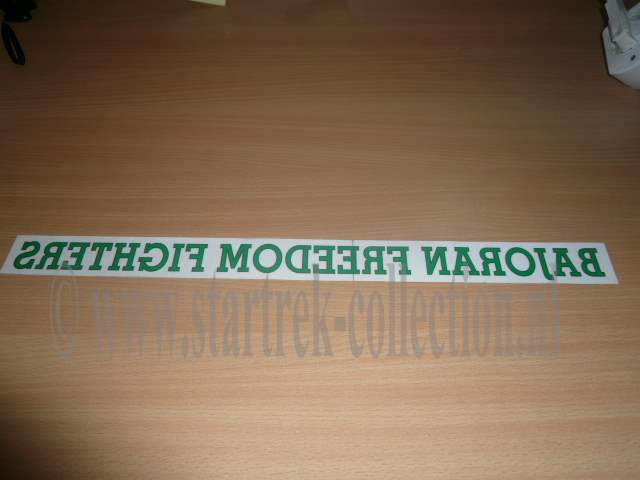 BAJORAN FREEDOM FIGHTERS
© www.startrek-collection.nl